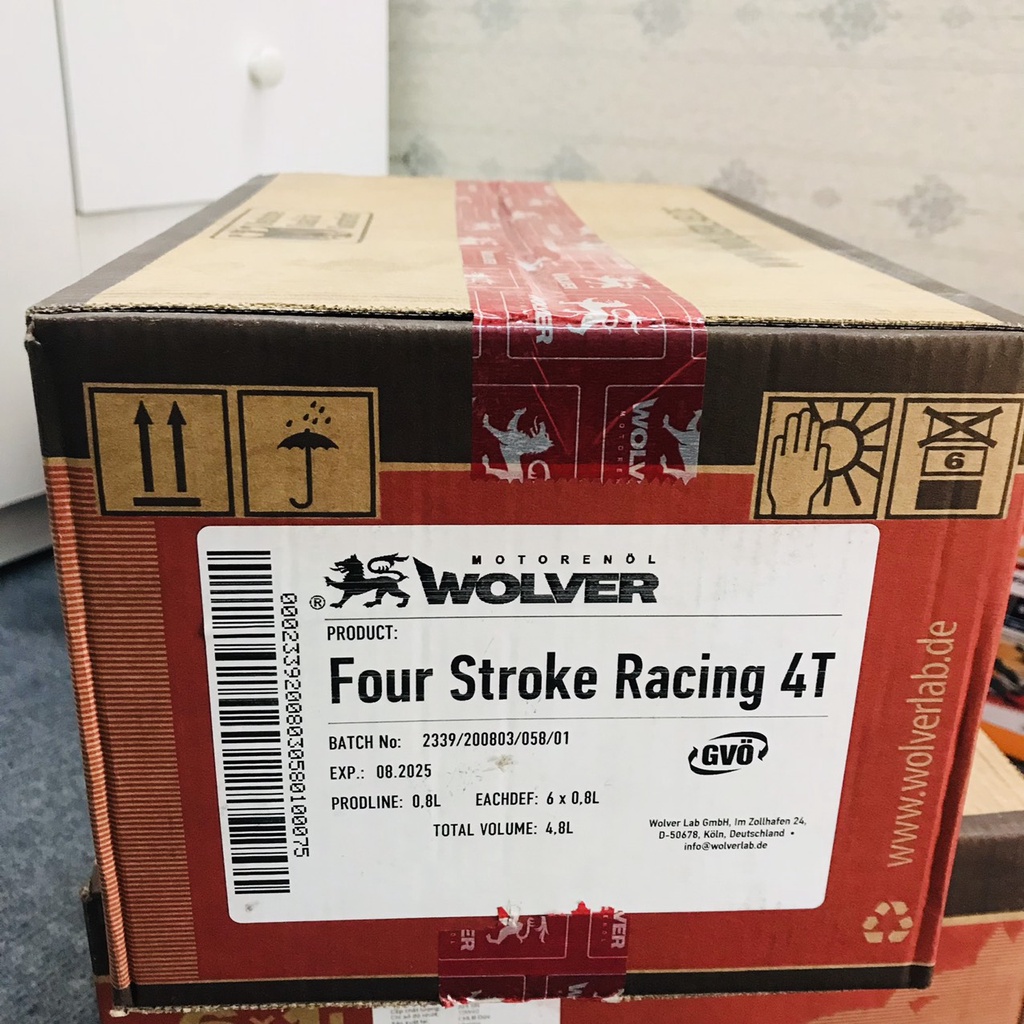 WOLVER
6
MOTORENÖL
WOLVER
®
PRODUCT:
Four Stroke Racing 4T
BATCH No: 2339/200803/058/01
EXP.: 08.2025
GVÖ
PRODLINE: 0,8L EACHDEF: 6 x 0,8L
TOTAL VOLUME: 4,8L
Wolver Lab GmbH, Im Zollhafen 24,
D-50678, Köln, Deutschland •
info@wolverlab.de
00023392008030580100075
www.wolverlab.de